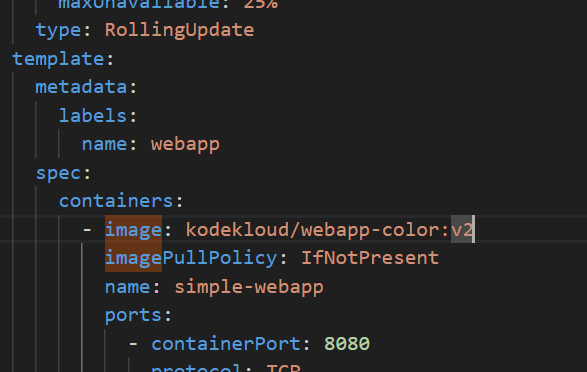 maxUnavailable: 25%
type: RollingUpdate
template:
metadata:
labels:
name: webapp
spec:
containers:
- image: kodekloud/webapp-color:v2
imagePullPolicy: IfNotPresent
name: simple-webapp
ports:
- containerPort: 8080
protocol: TCP